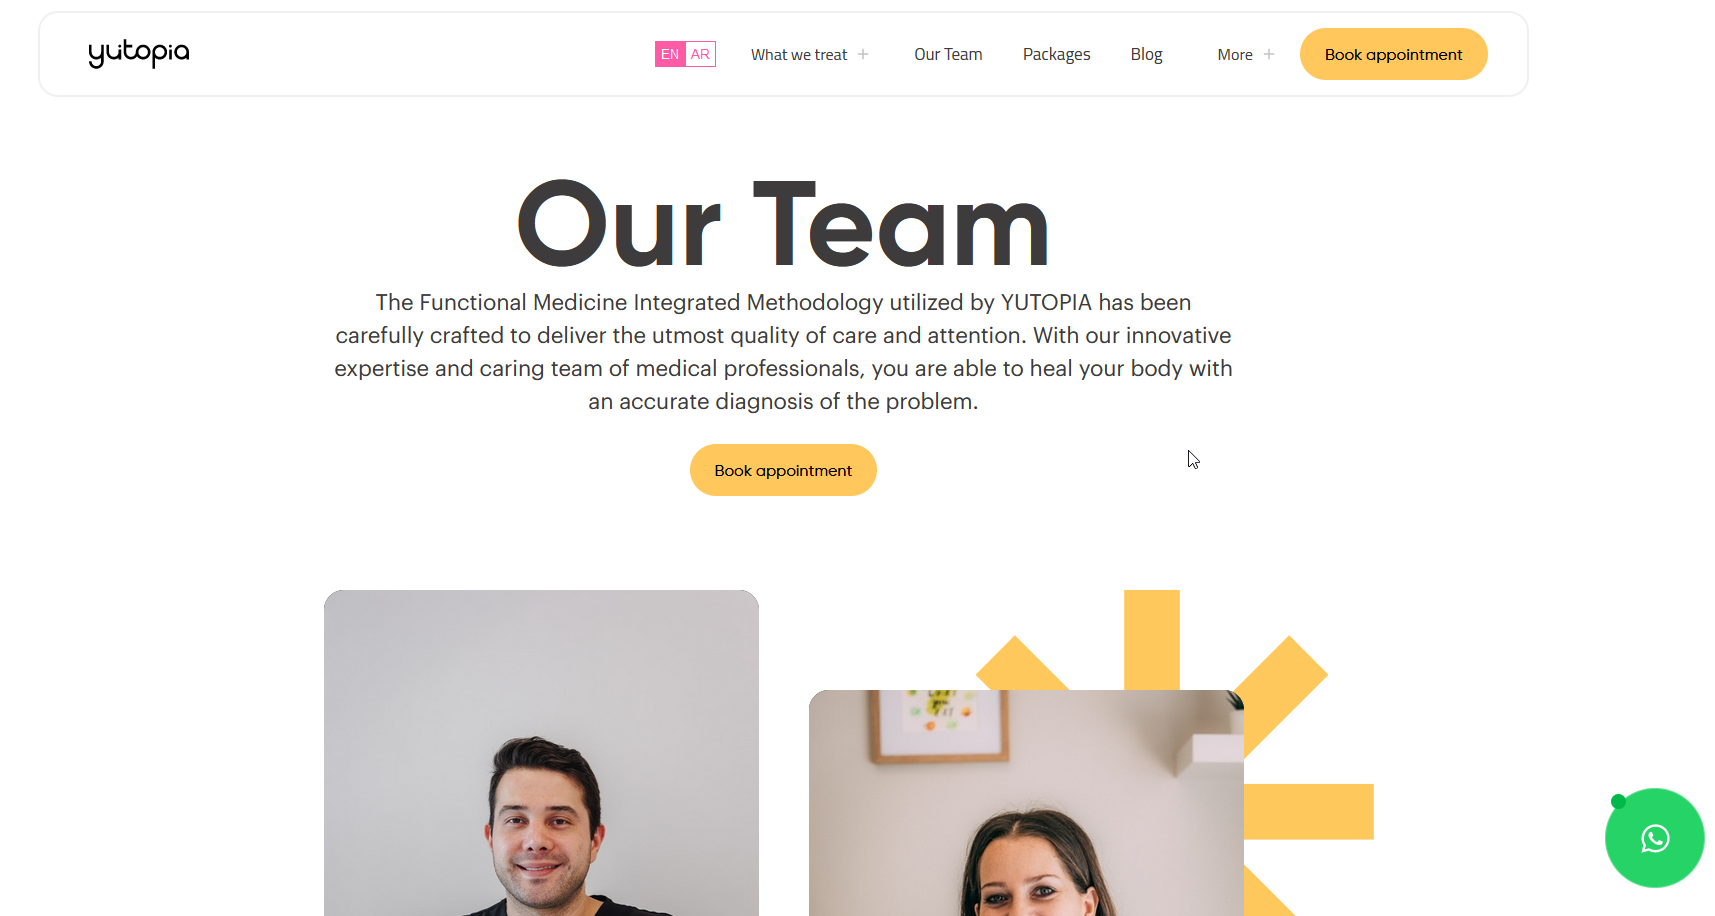 yutopia
EN AR What we treat + Our Team Packages Blog More + Book appointment
Our Team
The Functional Medicine Integrated Methodology utilized by YUTOPIA has been
carefully crafted to deliver the utmost quality of care and attention. With our innovative
expertise and caring team of medical professionals, you are able to heal your body with
an accurate diagnosis of the problem.
Book appointment